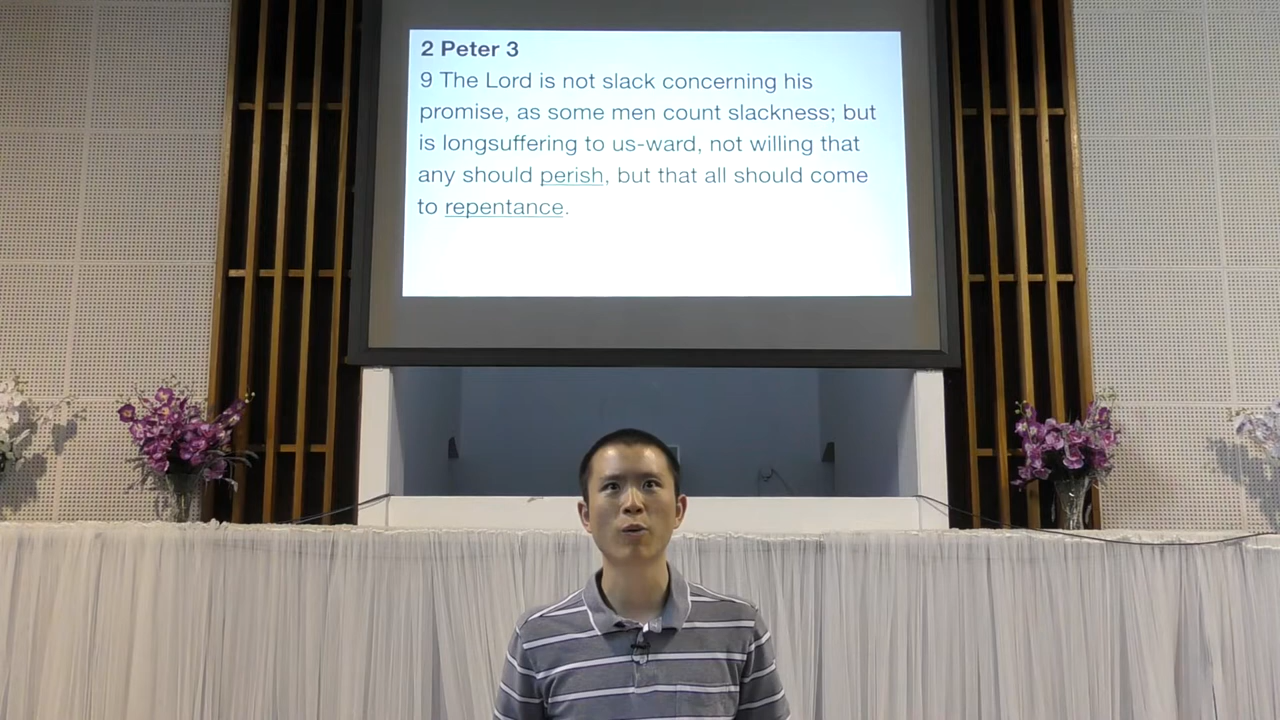 2 Peter 3
9 The Lord is not slack concerning his
promise, as some men count slackness; but
is longsuffering to us-ward, not willing that
any should perish, but that all should come
to repentance.